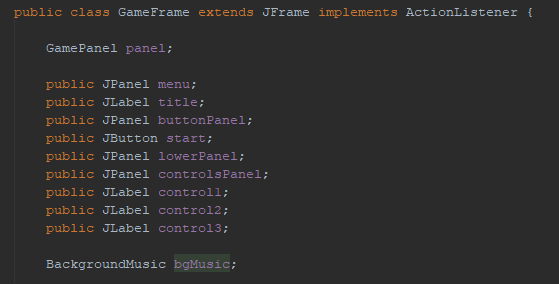 public class GameFrame extends JFrame implements ActionListener {
GamePanel panel;
public JPanel menu;
public JLabel title;
public JPanel buttonPanel;
public JButton start;
public JPanel lowerPanel;
public JPanel controlsPanel;
public JLabel control1;
public JLabel control2;
public JLabel control3;
BackgroundMusic bgMusic;